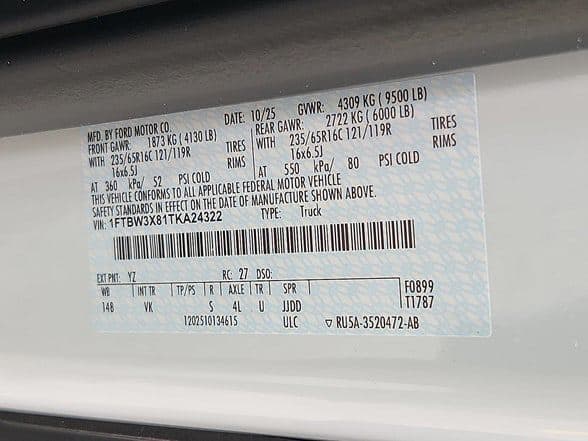 MFD. BY FORD MOTOR CO. DATE: 10/25 GVWR: 4309 KG ( 9500 LB)
FRONT GAWR: 1873 KG ( 4130 LB) REAR GAWR: 2722 KG ( 6000 LB)
WITH 235/65R16C 121/119R TIRES WITH 235/65R16C 121/119R TIRES
16x6.5J RIMS 16x6.5J RIMS
AT 360 kPa/ 52 PSI COLD AT 550 kPa/ 80 PSI COLD
THIS VEHICLE CONFORMS TO ALL APPLICABLE FEDERAL MOTOR VEHICLE
SAFETY STANDARDS IN EFFECT ON THE DATE OF MANUFACTURE SHOWN ABOVE.
VIN: 1FTBW3X81TKA24322 TYPE: Truck
EXT PNT: YZ RC: 27 DSO:
WB INT TR TP/PS R AXLE TR SPR F0899
148 VK S 4L U JJDD T1787
1202510134615 ULC ▽ RU5A-3520472-AB